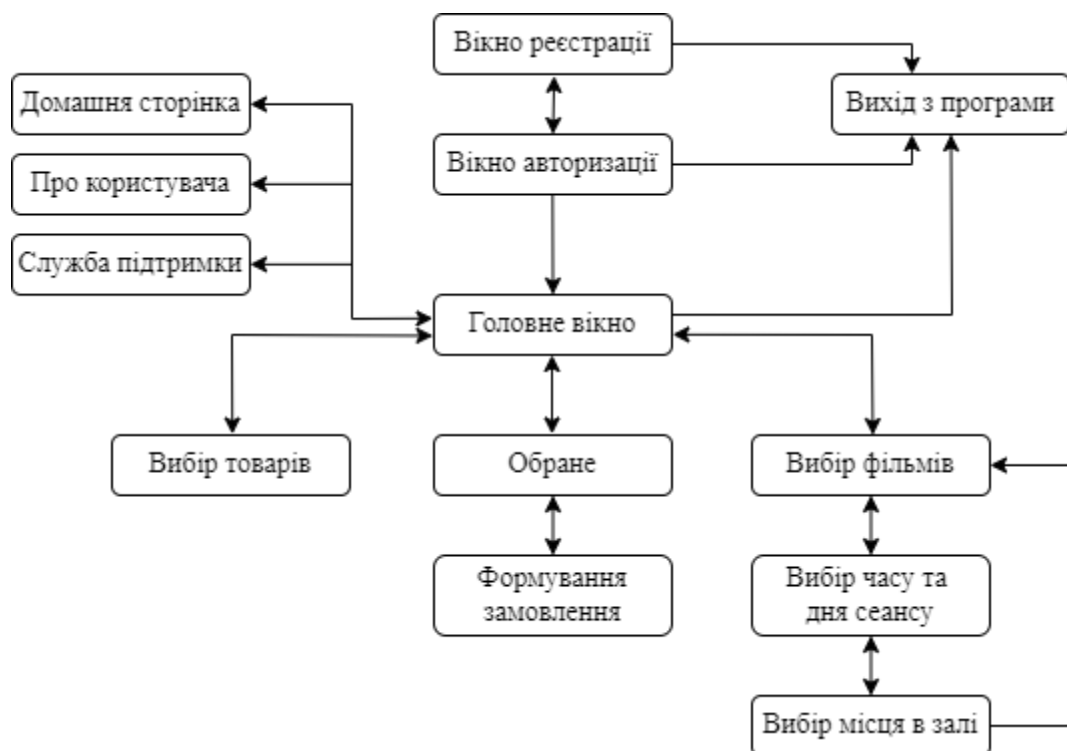 Вікно реєстрації
Домашня сторінка
Вихід з програми
Вікно авторизації
Про користувача
Служба підтримки
Головне вікно
Вибір товарів
Обране
Вибір фільмів
Формування
замовлення
Вибір часу та
дня сеансу
Вибір місця в залі